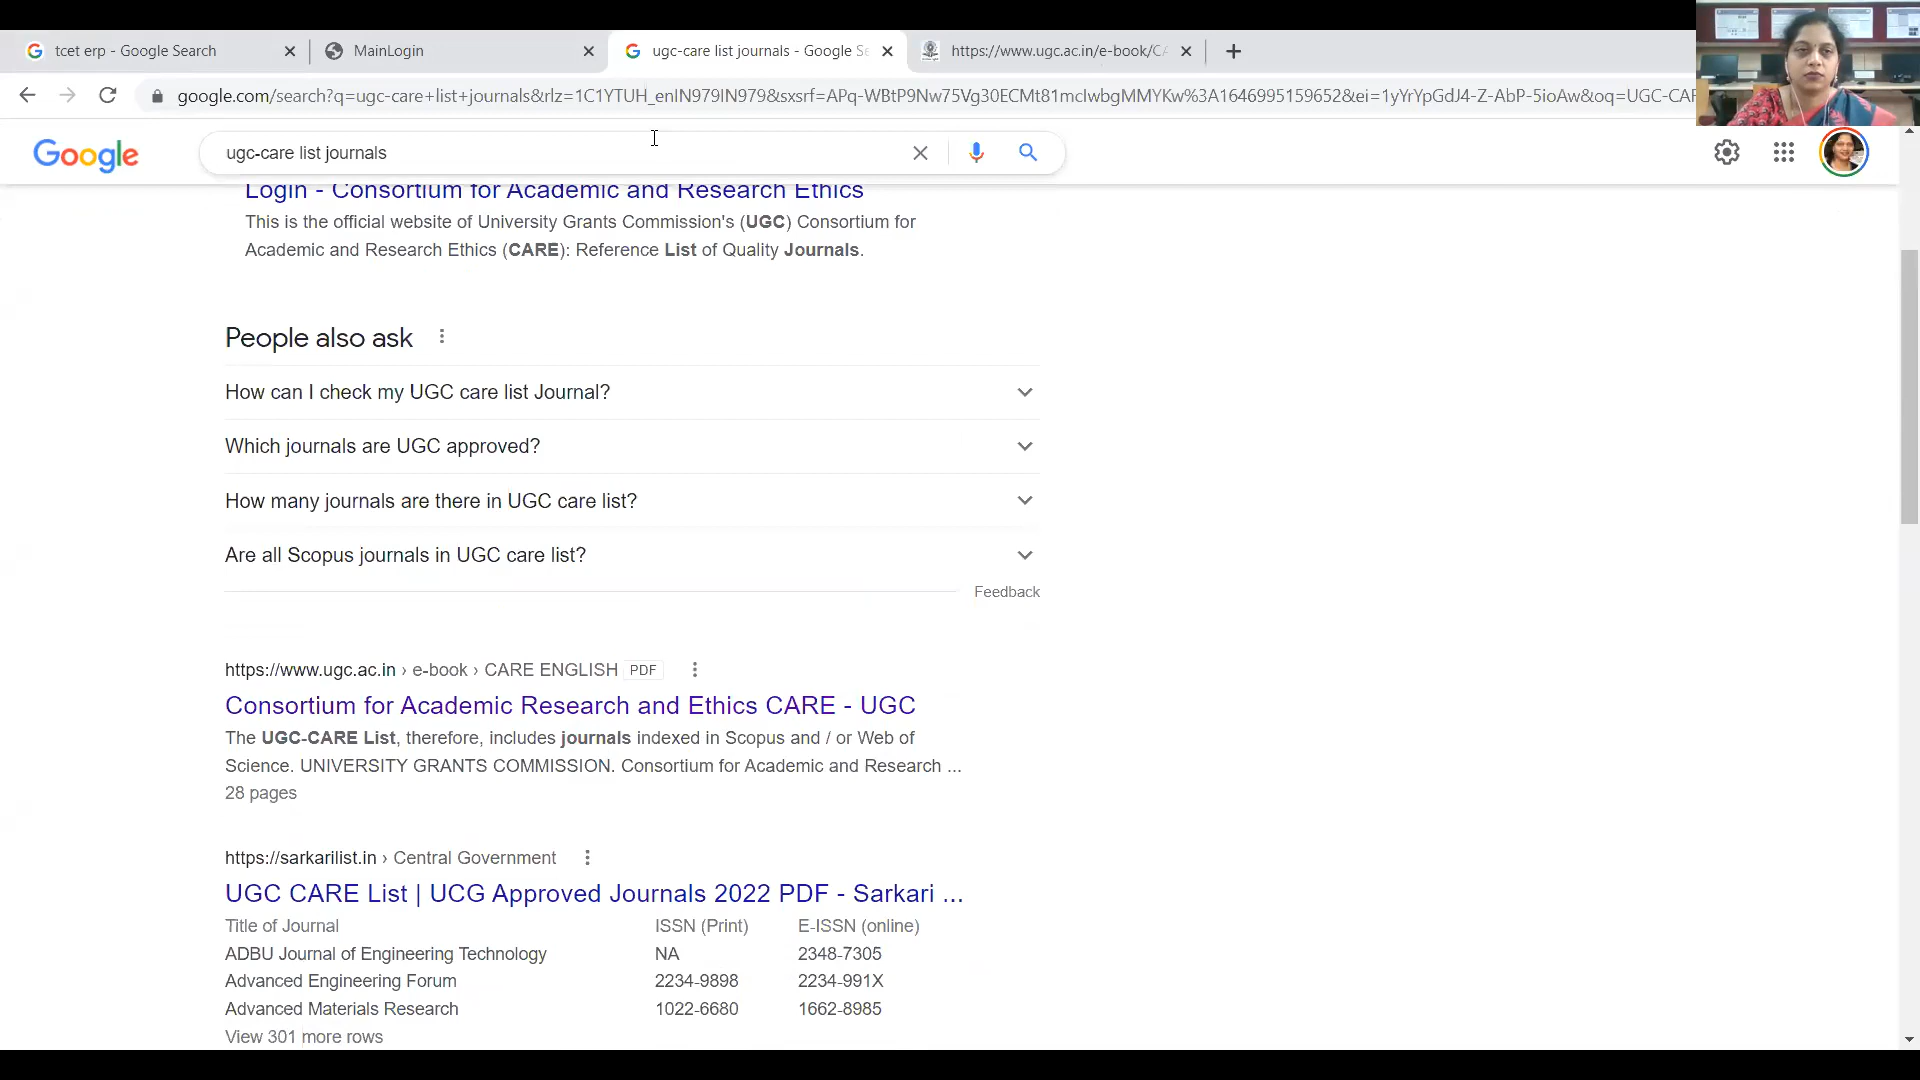 tcet erp - Google Search
MainLogin
ugc-care list journals - Google Se
https://www.ugc.ac.in/e-book/CA
google.com/search?q=ugc-care+list+journals&rlz=1C1YTUH_enIN979IN979&sxsrf=APq-WBtP9Nw75Vg30ECMt81mclwbgMMYKw%3A1646995159652&ei=1yYrYpGdJ4-Z-AbP-5ioAw&oq=UGC-CAR
Google
ugc-care list journals
Login - Consortium for Academic and Research Ethics
This is the official website of University Grants Commission's (UGC) Consortium for
Academic and Research Ethics (CARE): Reference List of Quality Journals.
People also ask
How can I check my UGC care list Journal?
Which journals are UGC approved?
How many journals are there in UGC care list?
Are all Scopus journals in UGC care list?
Feedback
https://www.ugc.ac.in › e-book › CARE ENGLISH PDF
Consortium for Academic Research and Ethics CARE - UGC
The UGC-CARE List, therefore, includes journals indexed in Scopus and / or Web of
Science. UNIVERSITY GRANTS COMMISSION. Consortium for Academic and Research ...
28 pages
https://sarkarilist.in › Central Government
UGC CARE List | UCG Approved Journals 2022 PDF - Sarkari ...
Title of Journal ISSN (Print) E-ISSN (online)
ADBU Journal of Engineering Technology NA 2348-7305
Advanced Engineering Forum 2234-9898 2234-991X
Advanced Materials Research 1022-6680 1662-8985
View 301 more rows